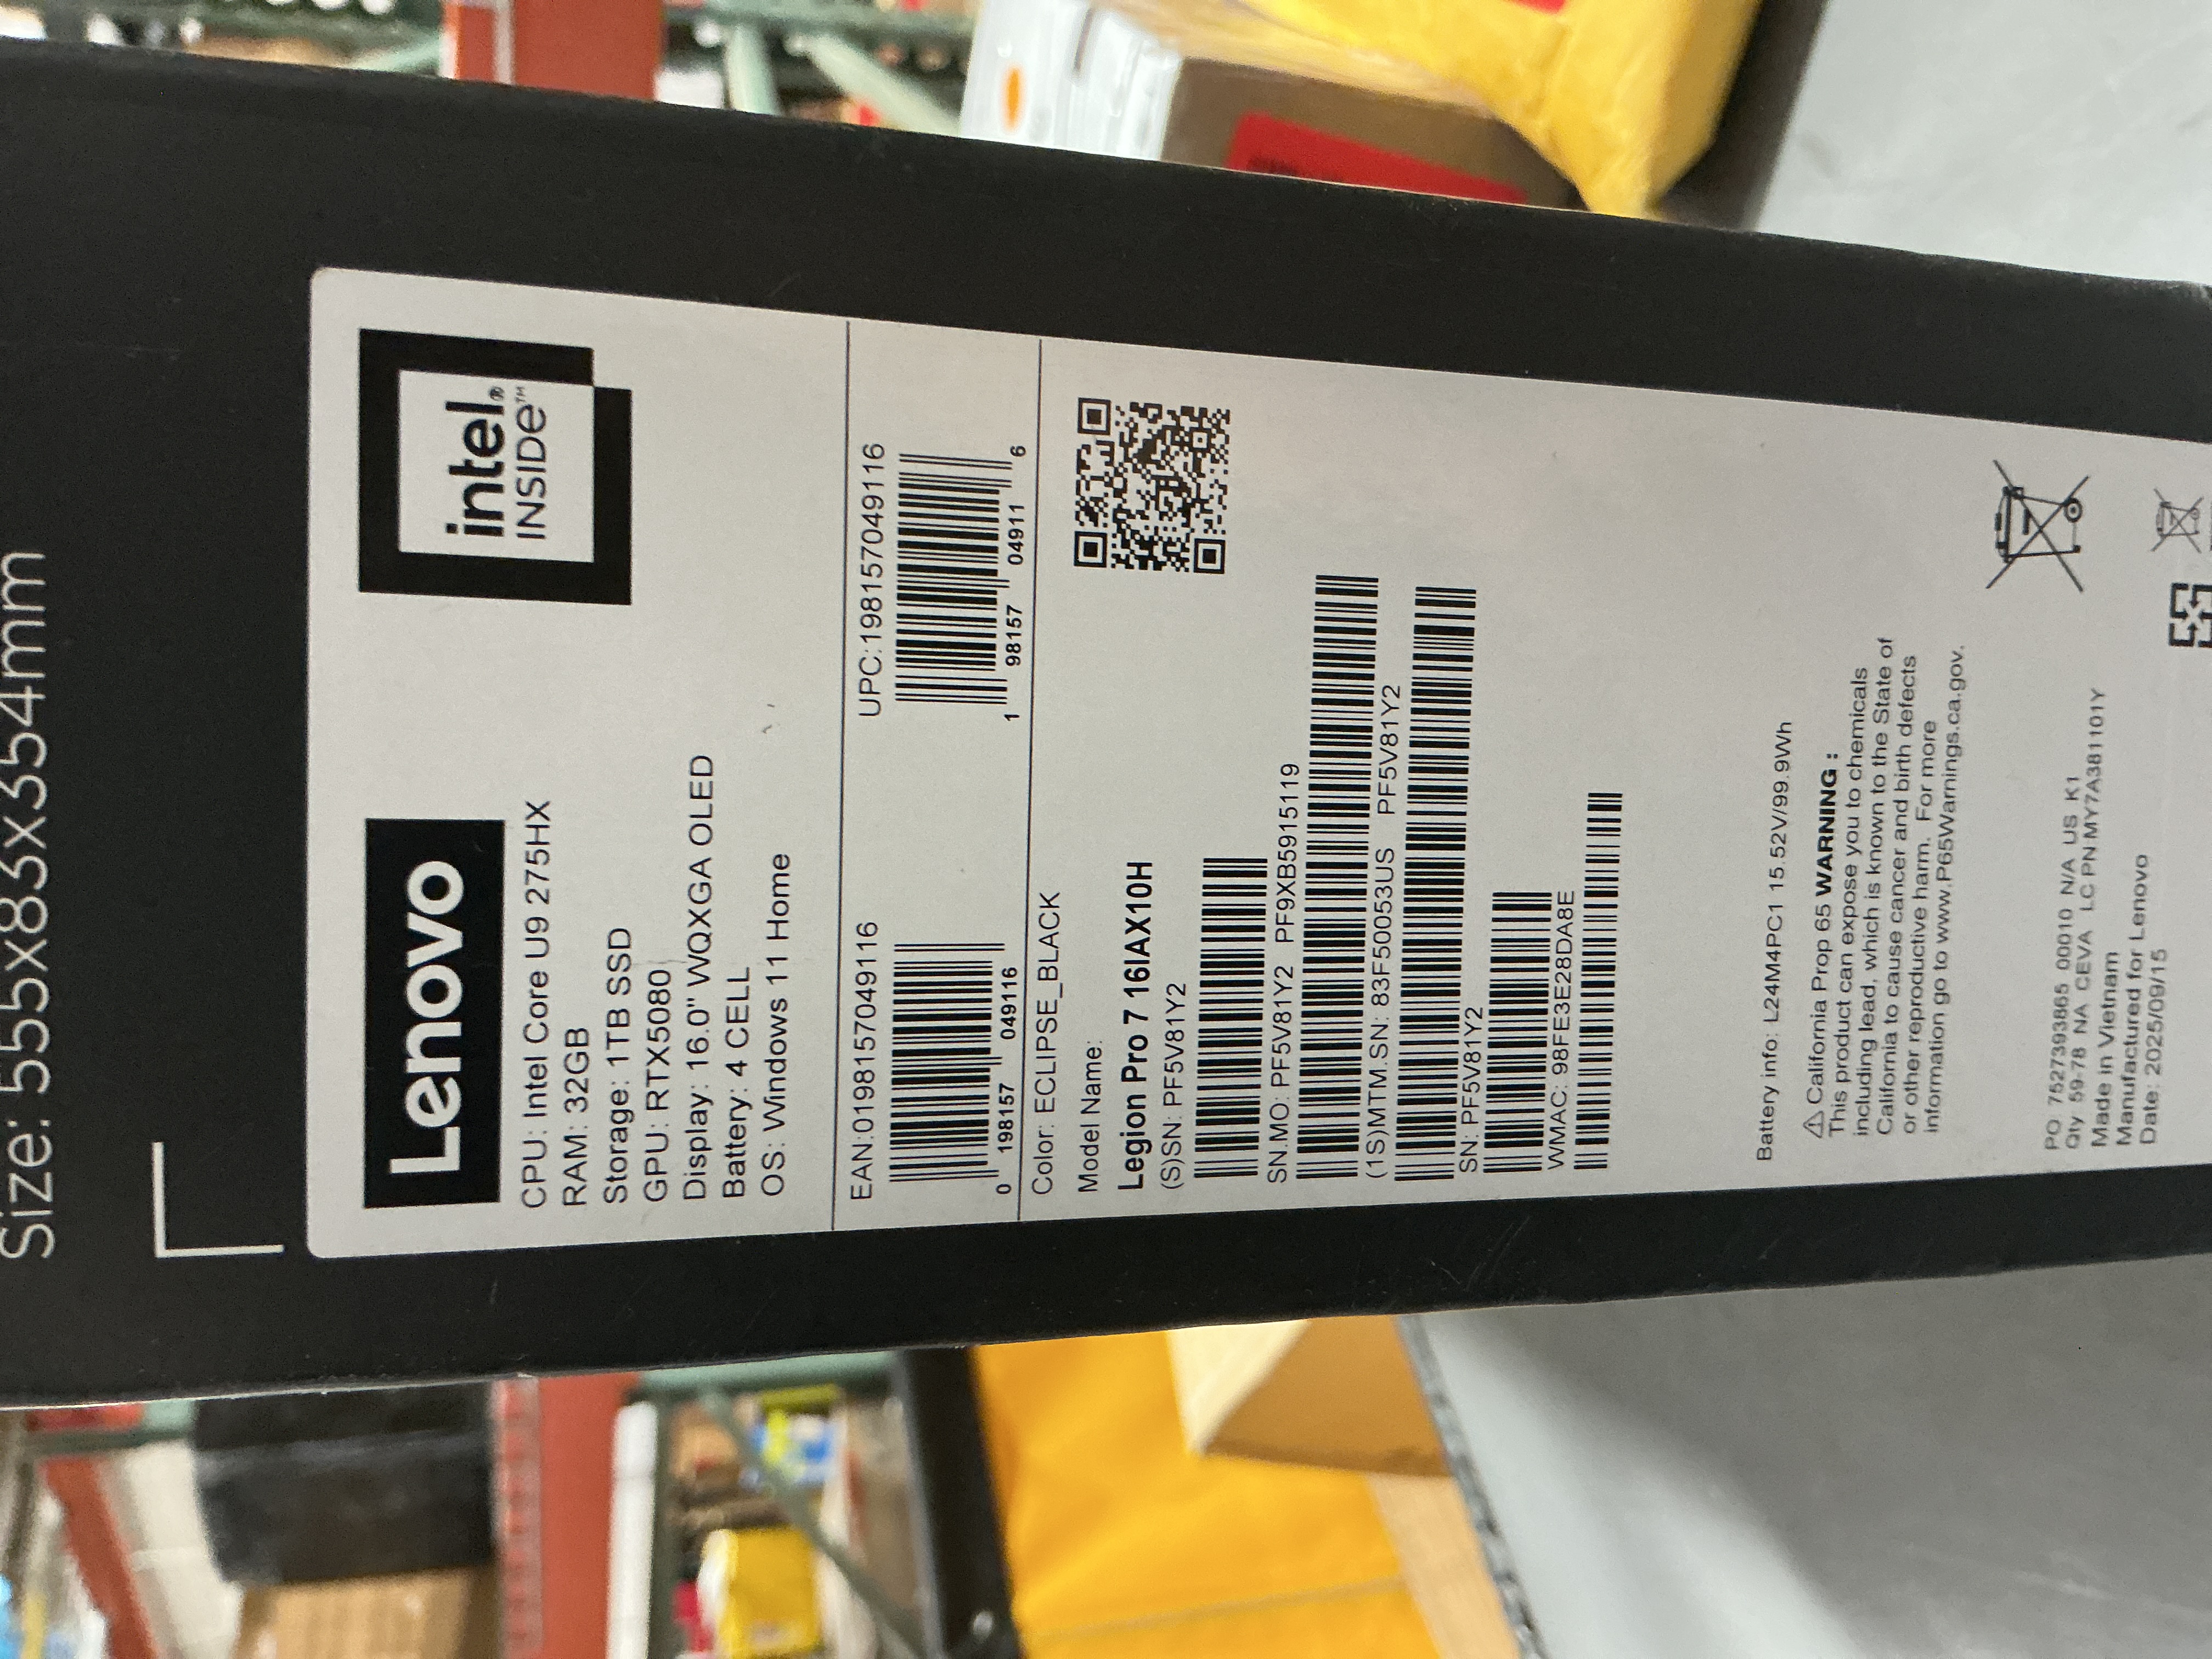 Size: 555x83x354mm
Lenovo
intel®
INSIDE™
CPU: Intel Core U9 275HX
RAM: 32GB
Storage: 1TB SSD
GPU: RTX5080
Display: 16.0" WQXGA OLED
Battery: 4 CELL
OS: Windows 11 Home
EAN:0198157049116
0 198157 049116
UPC:198157049116
1 98157 04911 6
Color: ECLIPSE_BLACK
Model Name:
Legion Pro 7 16IAX10H
(S)SN: PF5V81Y2
SN.MO: PF5V81Y2 PF9XB5915119
(1S)MTM.SN: 83F50053US PF5V81Y2
SN: PF5V81Y2
WMAC: 98FE3E28DA8E
Battery info: L24M4PC1 15.52V/99.9Wh
⚠ California Prop 65 WARNING :
This product can expose you to chemicals
including lead, which is known to the State of
California to cause cancer and birth defects
or other reproductive harm. For more
information go to www.P65Warnings.ca.gov.
PO 7527393865 00010 N/A US K1
Qty 59-78 NA CEVA LC PN:MY7A381101Y
Made in Vietnam
Manufactured for Lenovo
Date: 2025/09/15